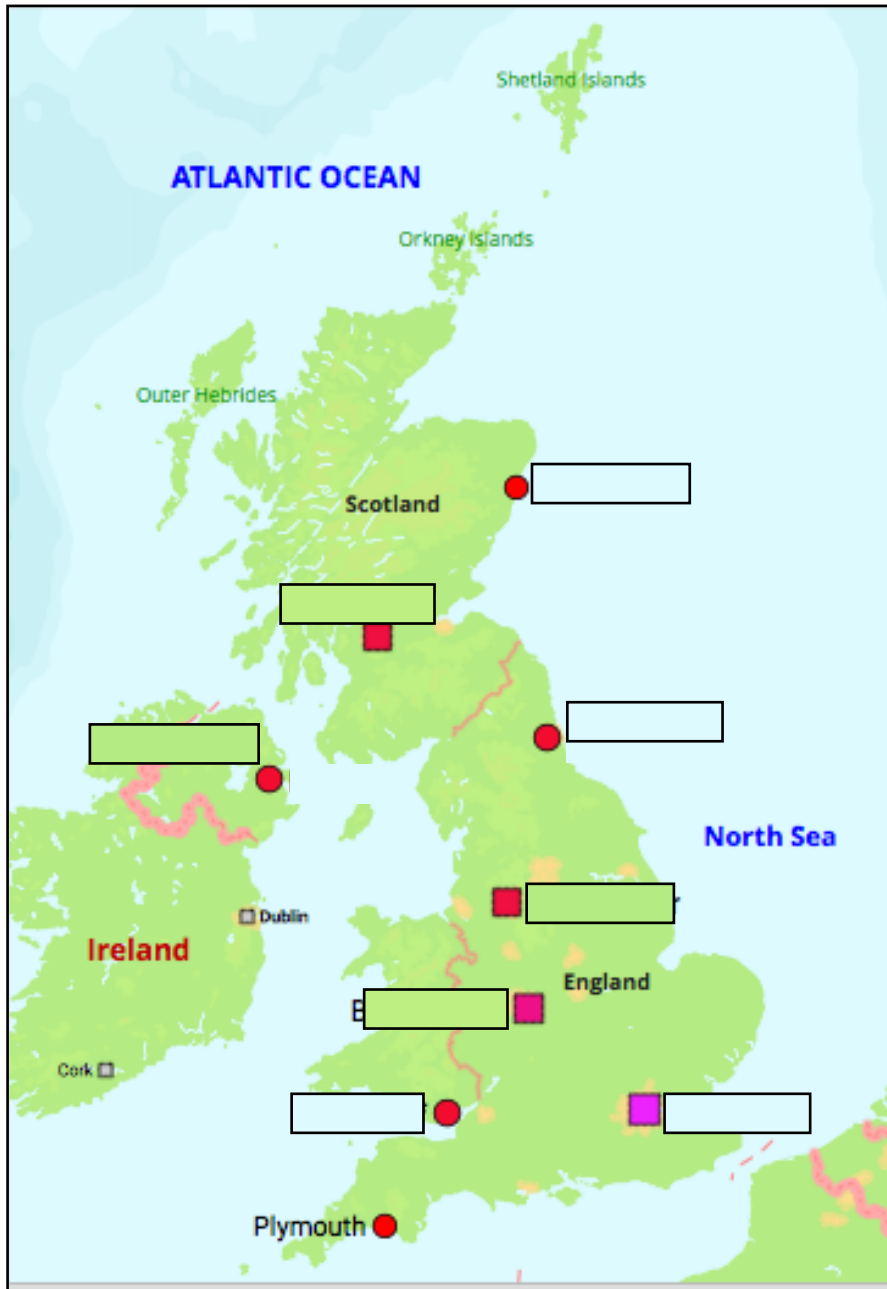 Shetland Islands
ATLANTIC OCEAN
Orkney Islands
Outer Hebrides
Scotland
North Sea
Dublin
Ireland
England
B
Cork
Plymouth